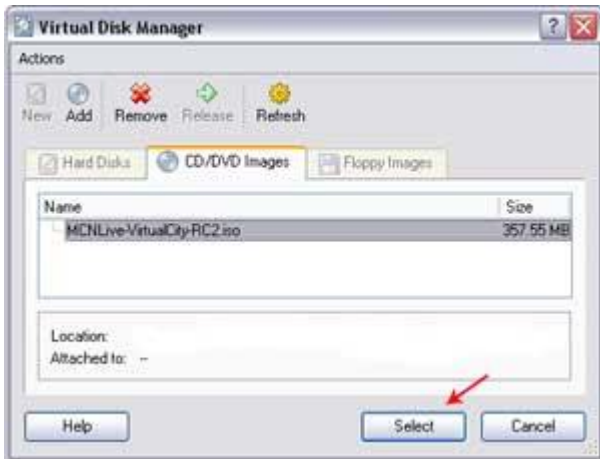 Virtual Disk Manager
Actions
New Add Remove Release Refresh
Hard Disks CD/DVD Images Floppy Images
Name Size
MCNLive-VirtualCity-RC2.iso 357.55 MB
Location:
Attached to: --
Help Select Cancel